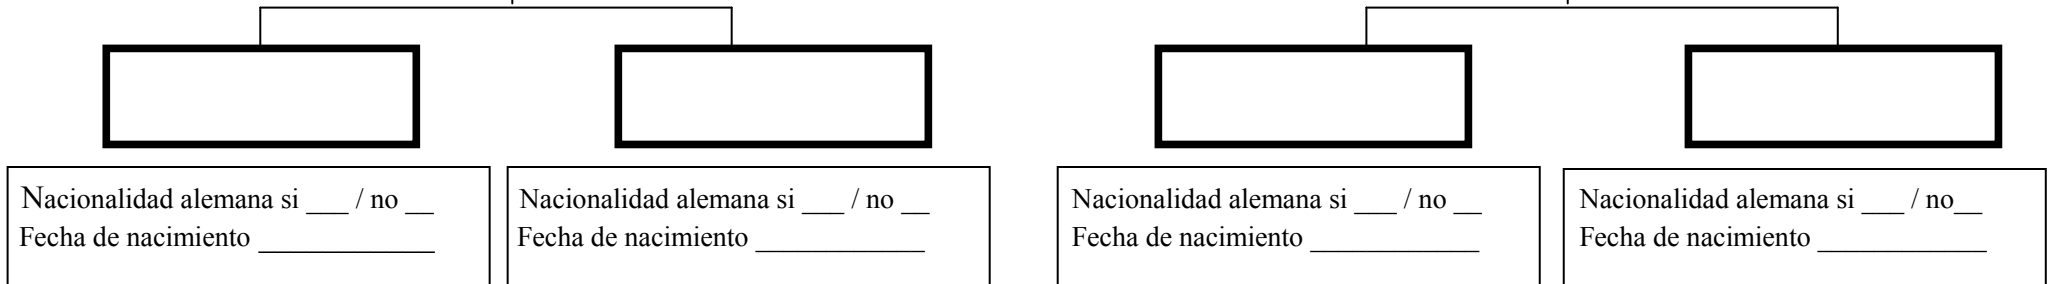 Nacionalidad alemana si ___ / no __
Fecha de nacimiento _____________
Nacionalidad alemana si ___ / no __
Fecha de nacimiento ____________
Nacionalidad alemana si ___ / no __
Fecha de nacimiento ____________
Nacionalidad alemana si ___ / no__
Fecha de nacimiento ____________